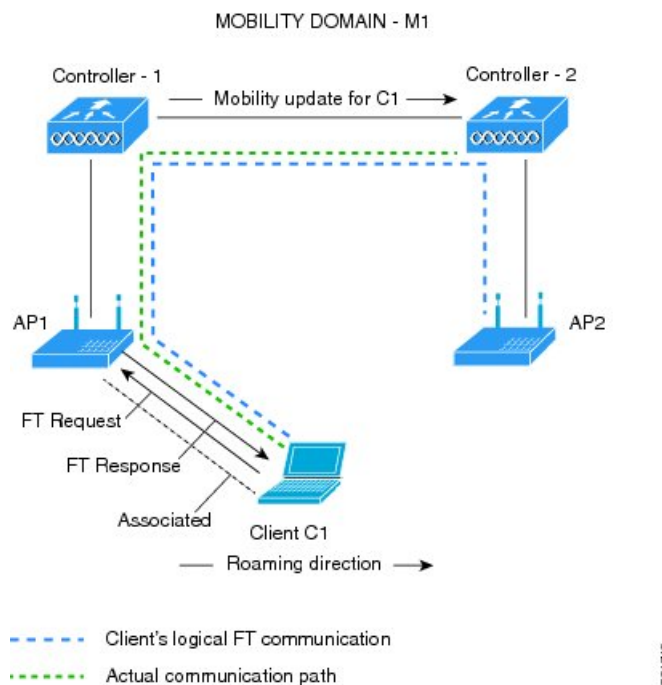 MOBILITY DOMAIN - M1
Controller - 1
Controller - 2
Mobility update for C1
AP1
AP2
FT Request
FT Response
Associated
Client C1
Roaming direction
Client's logical FT communication
Actual communication path